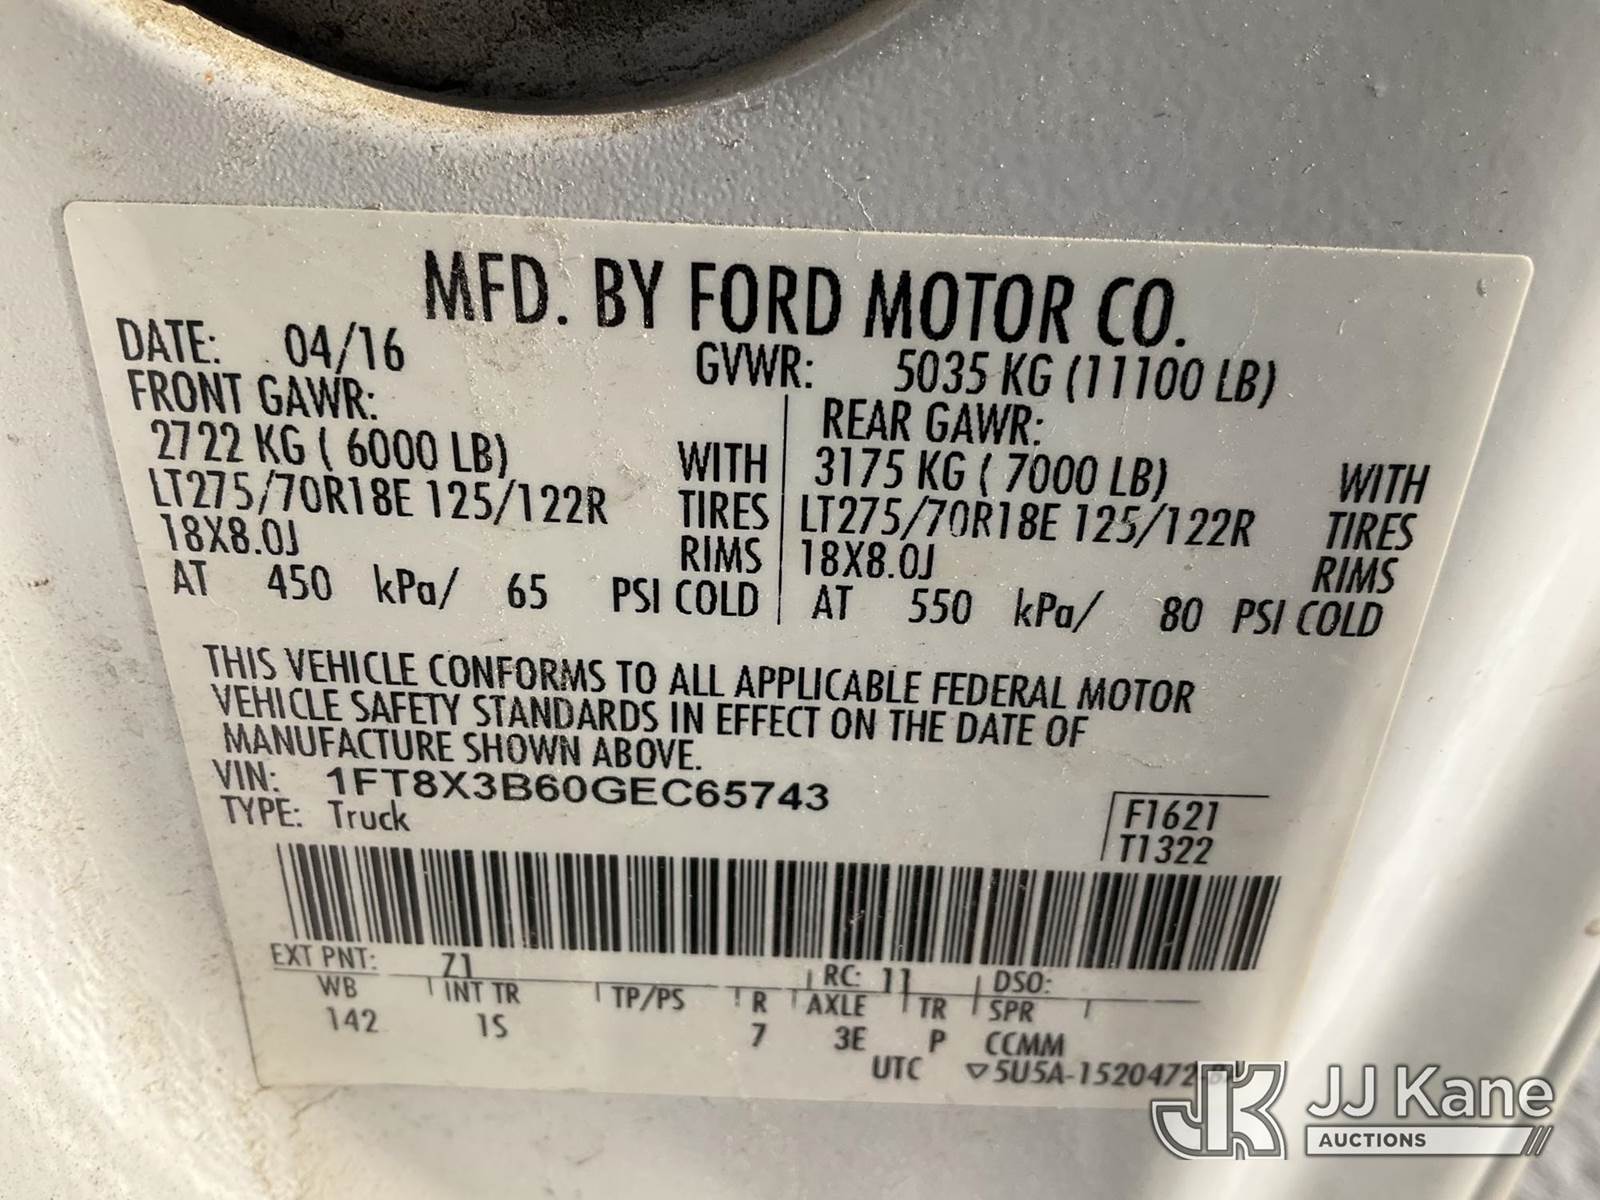 MFD. BY FORD MOTOR CO.
DATE: 04/16 GVWR: 5035 KG (11100 LB)
FRONT GAWR: REAR GAWR:
2722 KG ( 6000 LB) WITH 3175 KG ( 7000 LB) WITH
LT275/70R18E 125/122R TIRES LT275/70R18E 125/122R TIRES
18X8.0J RIMS 18X8.0J RIMS
AT 450 kPa/ 65 PSI COLD AT 550 kPa/ 80 PSI COLD
THIS VEHICLE CONFORMS TO ALL APPLICABLE FEDERAL MOTOR
VEHICLE SAFETY STANDARDS IN EFFECT ON THE DATE OF
MANUFACTURE SHOWN ABOVE.
VIN: 1FT8X3B60GEC65743
TYPE: Truck
F1621
T1322
EXT PNT: Z1 RC: 11 DSO:
WB INT TR TP/PS R AXLE TR SPR
142 1S 7 3E P CCMM
UTC ▽5U5A-1520472
JJ Kane
AUCTIONS